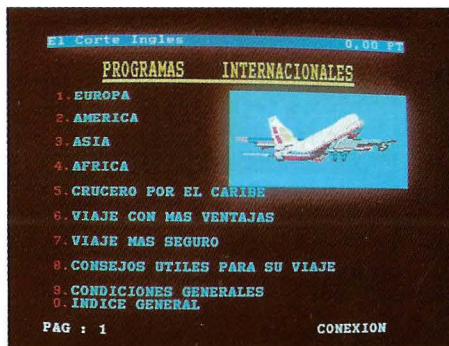 El Corte Ingles 0,00 PT
PROGRAMAS INTERNACIONALES
1.EUROPA
2.AMERICA
3.ASIA
4.AFRICA
5.CRUCERO POR EL CARIBE
6.VIAJE CON MAS VENTAJAS
7.VIAJE MAS SEGURO
8.CONSEJOS UTILES PARA SU VIAJE
9.CONDICIONES GENERALES
0.INDICE GENERAL
PAG : 1 CONEXION